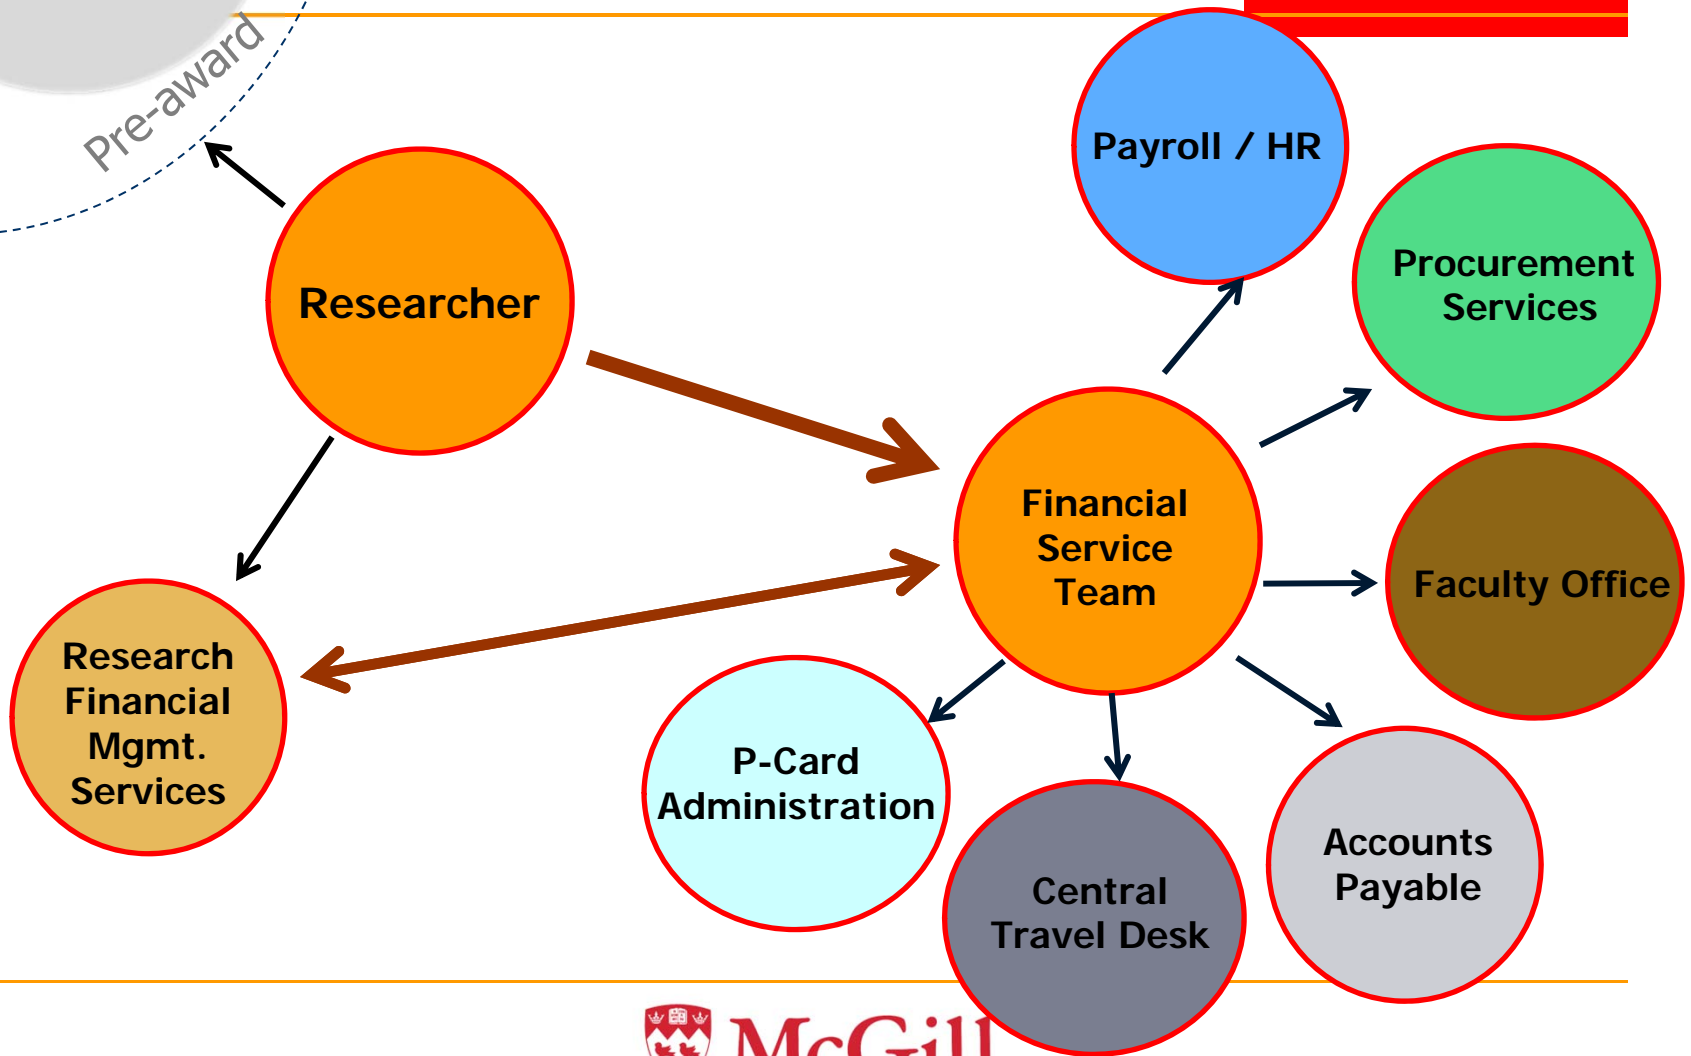 Pre-award
Payroll / HR
Procurement
Services
Researcher
Financial
Service
Team
Faculty Office
Research
Financial
Mgmt.
Services
P-Card
Administration
Central
Travel Desk
Accounts
Payable
McGill